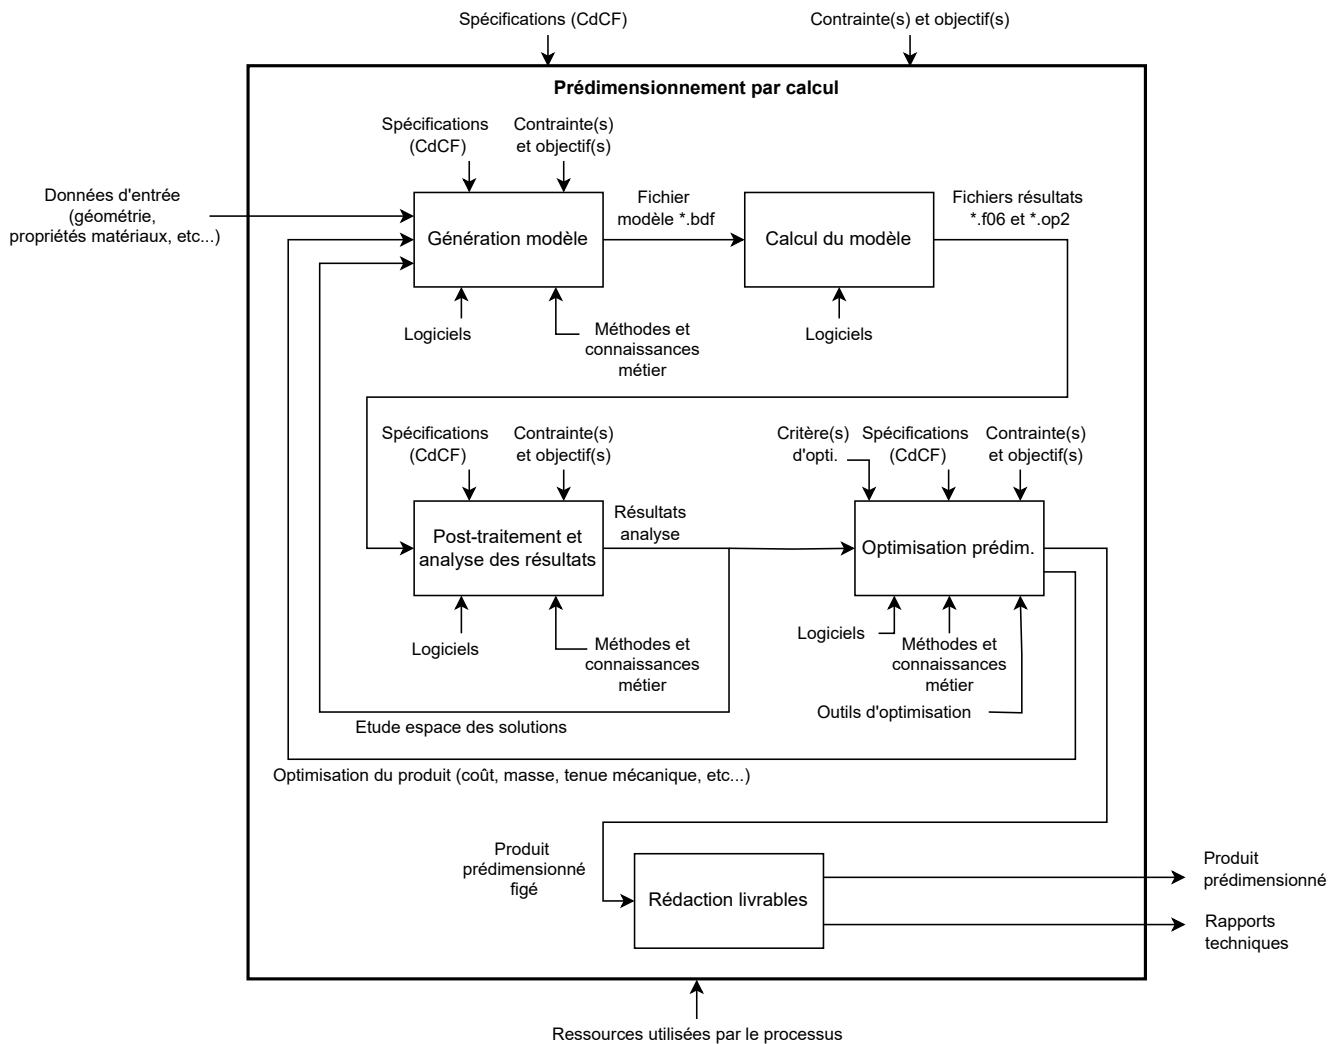 Spécifications (CdCF)
Contrainte(s) et objectif(s)
Prédimensionnement par calcul
Spécifications
(CdCF)
Contrainte(s)
et objectif(s)
Données d'entrée
(géométrie,
propriétés matériaux, etc...)
Génération modèle
Fichier
modèle *.bdf
Calcul du modèle
Fichiers résultats
*.f06 et *.op2
Logiciels
Méthodes et
connaissances
métier
Logiciels
Spécifications
(CdCF)
Contrainte(s)
et objectif(s)
Critère(s)
d'opti.
Spécifications
(CdCF)
Contrainte(s)
et objectif(s)
Post-traitement et
analyse des résultats
Résultats
analyse
Optimisation prédim.
Logiciels
Méthodes et
connaissances
métier
Logiciels
Méthodes et
connaissances
métier
Outils d'optimisation
Etude espace des solutions
Optimisation du produit (coût, masse, tenue mécanique, etc...)
Produit
prédimensionné
figé
Rédaction livrables
Produit
prédimensionné
Rapports
techniques
Ressources utilisées par le processus